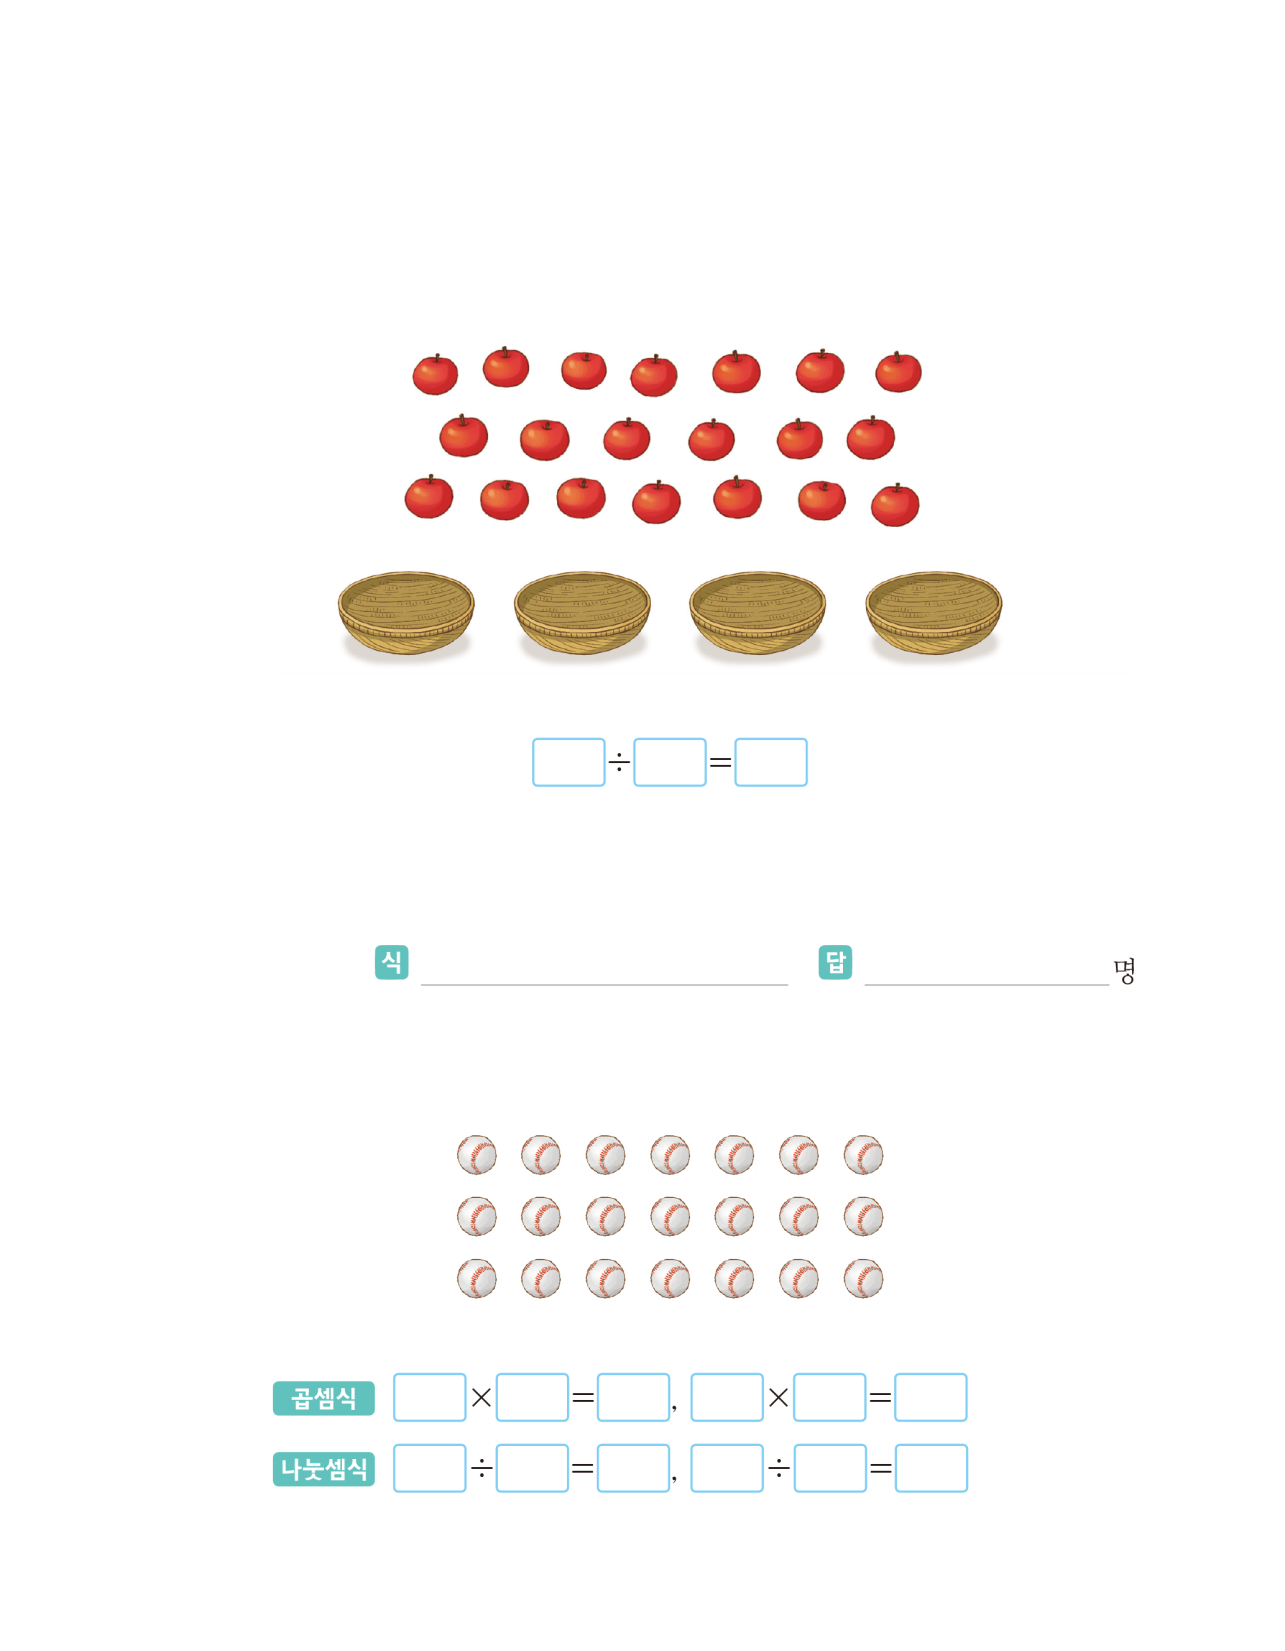 ÷ =
식 답 명
곱셈식 × = , × =
나눗셈식 ÷ = , ÷ =